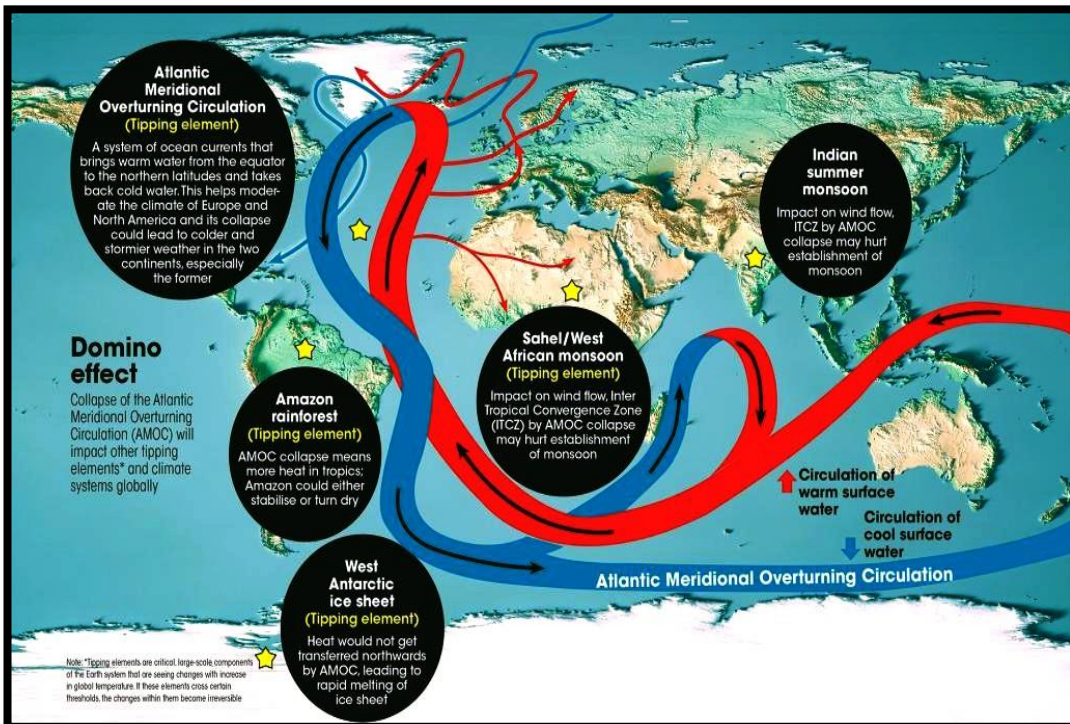 Atlantic
Meridional
Overturning Circulation
(Tipping element)
A system of ocean currents that
brings warm water from the equator
to the northern latitudes and takes
back cold water. This helps moder-
ate the climate of Europe and
North America and its collapse
could lead to colder and
stormier weather in the two
continents, especially
the former
Indian
summer
monsoon
Impact on wind flow,
ITCZ by AMOC
collapse may hurt
establishment of
monsoon
Domino
effect
Collapse of the Atlantic
Meridional Overturning
Circulation (AMOC) will
impact other tipping
elements* and climate
systems globally
Sahel/West
African monsoon
(Tipping element)
Impact on wind flow, Inter
Tropical Convergence Zone
(ITCZ) by AMOC collapse
may hurt establishment
of monsoon
Amazon
rainforest
(Tipping element)
AMOC collapse means
more heat in tropics;
Amazon could either
stabilise or turn dry
Circulation of
warm surface
water
Circulation of
cool surface
water
Atlantic Meridional Overturning Circulation
West
Antarctic
ice sheet
(Tipping element)
Heat would not get
transferred northwards
by AMOC, leading to
rapid melting of
ice sheet
Note: *Tipping elements are critical, large-scale components
of the Earth system that are seeing changes with increase
in global temperature. If these elements cross certain
thresholds, the changes within them become irreversible